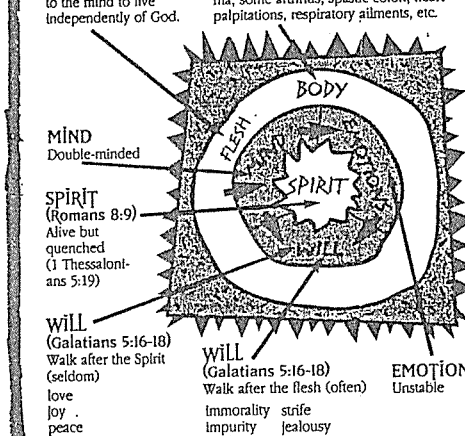 to the mind to live
independently of God.
nia, some arthritis, spastic colon, heart
palpitations, respiratory ailments, etc.
BODY
FLESH
MIND
Double-minded
SPIRIT
SPIRIT
(Romans 8:9)
Alive but
quenched
(1 Thessaloni-
ans 5:19)
WILL
WILL
(Galatians 5:16-18)
Walk after the Spirit
(seldom)
love
joy .
peace
WILL
(Galatians 5:16-18)
Walk after the flesh (often)
immorality strife
impurity jealousy
EMOTION
Unstable